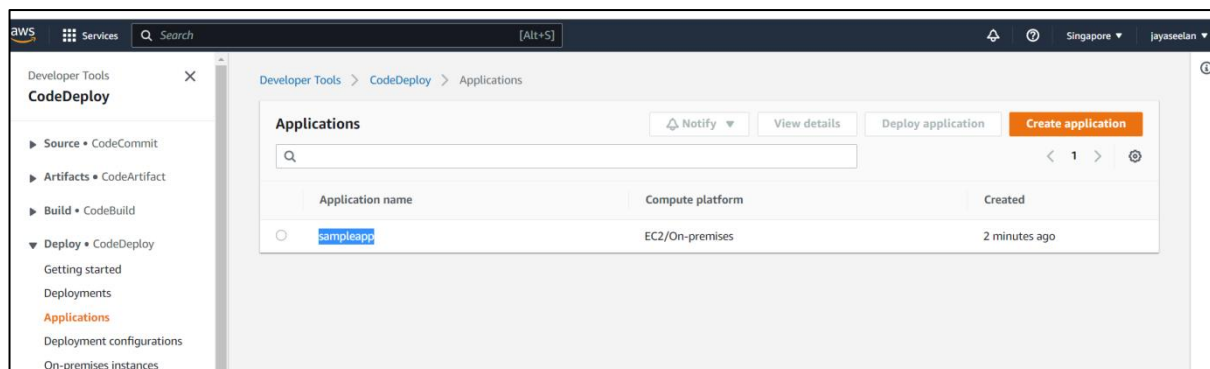 aws Services Search [Alt+S] Singapore ▼ jayaseelan ▼
Developer Tools
CodeDeploy
Source • CodeCommit
Artifacts • CodeArtifact
Build • CodeBuild
Deploy • CodeDeploy
Getting started
Deployments
Applications
Deployment configurations
On-premises instances
Developer Tools > CodeDeploy > Applications
Applications Notify ▼ View details Deploy application Create application
< 1 >
Application name Compute platform Created
sampleapp EC2/On-premises 2 minutes ago